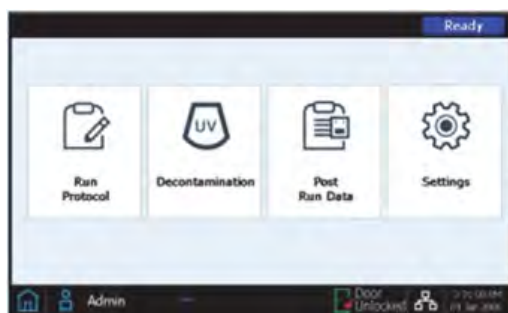 Ready
UV
Run
Protocol
Decontamination
Post
Run Data
Settings
Admin
Door
Unlocked